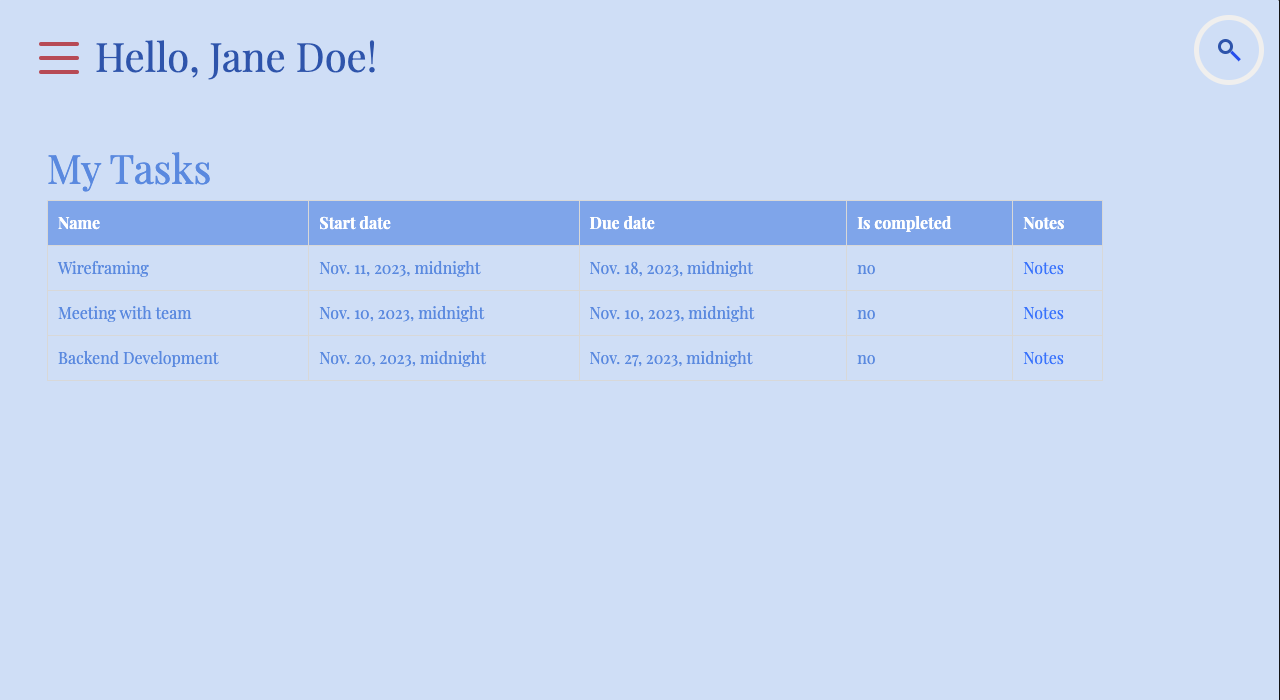 Hello, Jane Doe!
My Tasks
Name Start date Due date Is completed Notes
Wireframing Nov. 11, 2023, midnight Nov. 18, 2023, midnight no Notes
Meeting with team Nov. 10, 2023, midnight Nov. 10, 2023, midnight no Notes
Backend Development Nov. 20, 2023, midnight Nov. 27, 2023, midnight no Notes